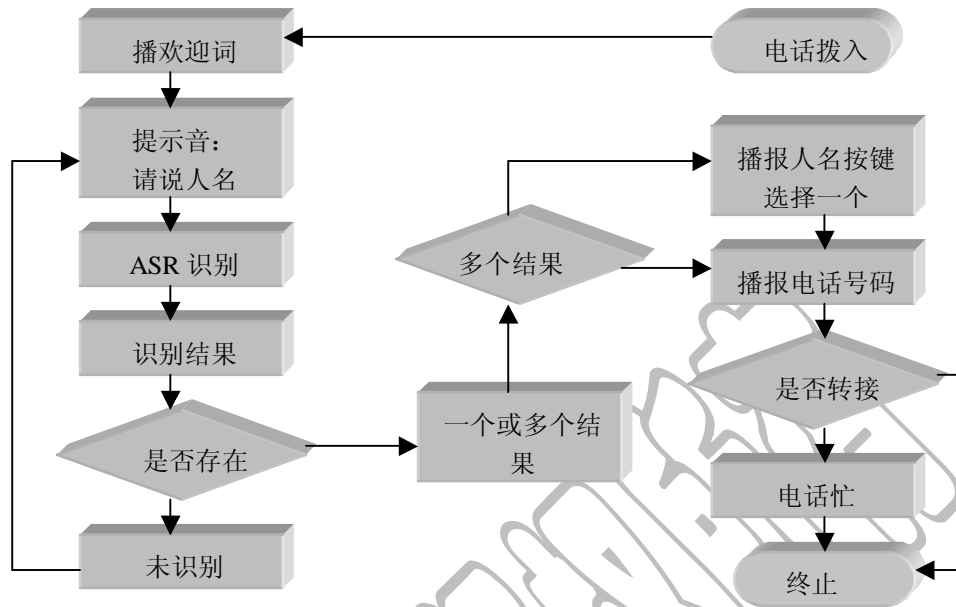 播欢迎词
电话拨入
提示音：
请说人名
ASR 识别
识别结果
是否存在
未识别
一个或多个结
果
多个结果
播报人名按键
选择一个
播报电话号码
是否转接
电话忙
终止